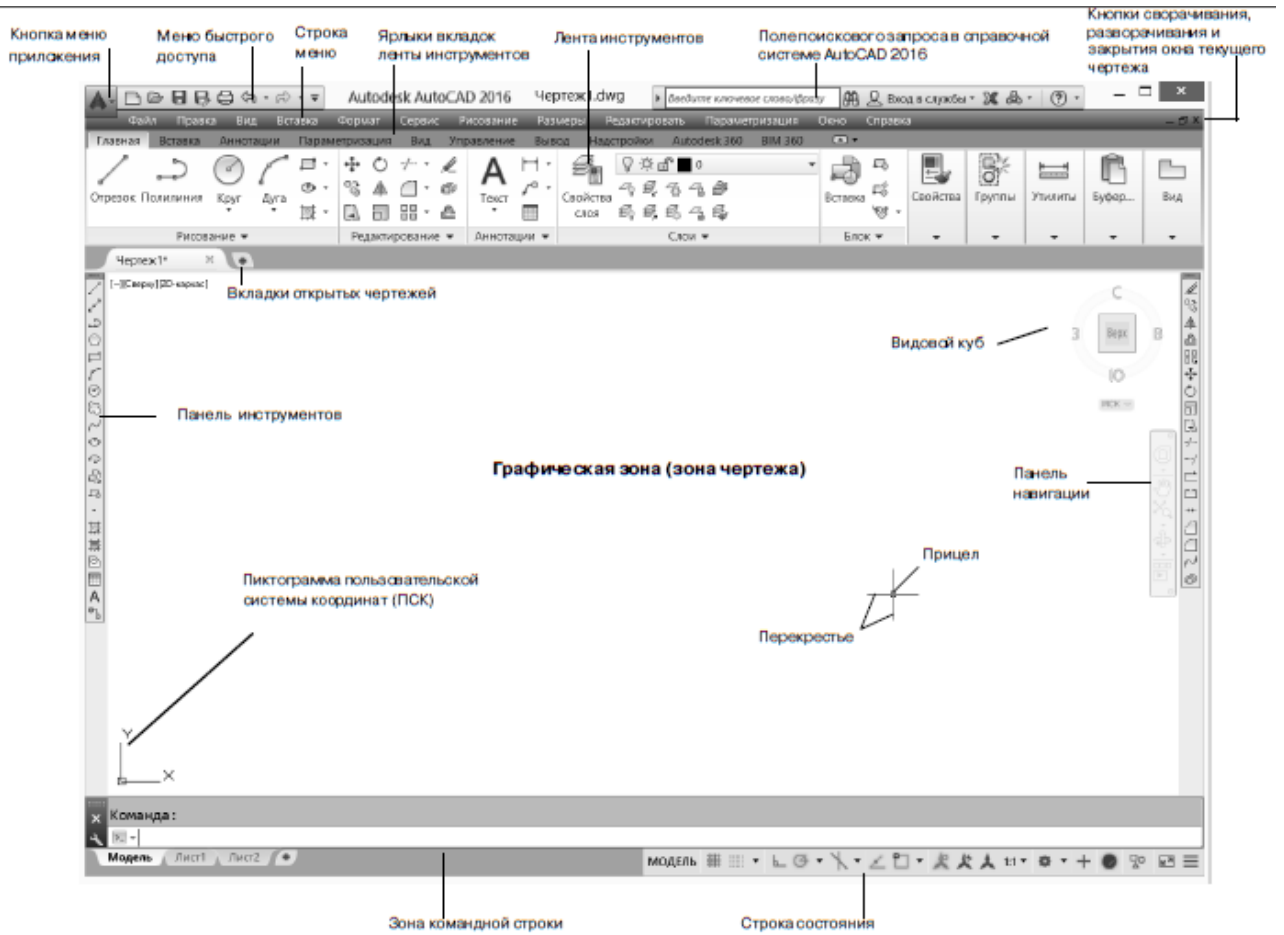 Кнопка меню
приложения
Меню быстрого
доступа
Строка
меню
Ярлыки вкладок
ленты инструментов
Лента инструментов
Поле поискового запроса в справочной
системе AutoCAD 2016
Кнопки сворачивания,
разворачивания и
закрытия окна текущего
чертежа
Autodesk AutoCAD 2016 Чертеж1.dwg
Введите ключевое слово/фразу
Вход в службы
Файл Правка Вид Вставка Формат Сервис Рисование Размеры Редактировать Параметризация Окно Справка
Главная Вставка Аннотации Параметризация Вид Управление Вывод Надстройки Autodesk 360 BIM 360
Отрезок Полилиния Круг Дуга
Текст
Свойства
слоя
0
Вставка
Свойства Группы Утилиты Буфер... Вид
Рисование Редактирование Аннотации Слои Блок
Чертеж1*
[–][Сверху][2D-каркас]
Вкладки открытых чертежей
С
З
Верх
В
Ю
ПСК
Видовой куб
Панель инструментов
Графическая зона (зона чертежа)
Панель
навигации
Прицел
Пиктограмма пользовательской
системы координат (ПСК)
Перекрестье
Y
X
Команда:
Модель Лист1 Лист2
МОДЕЛЬ
1:1
Зона командной строки
Строка состояния